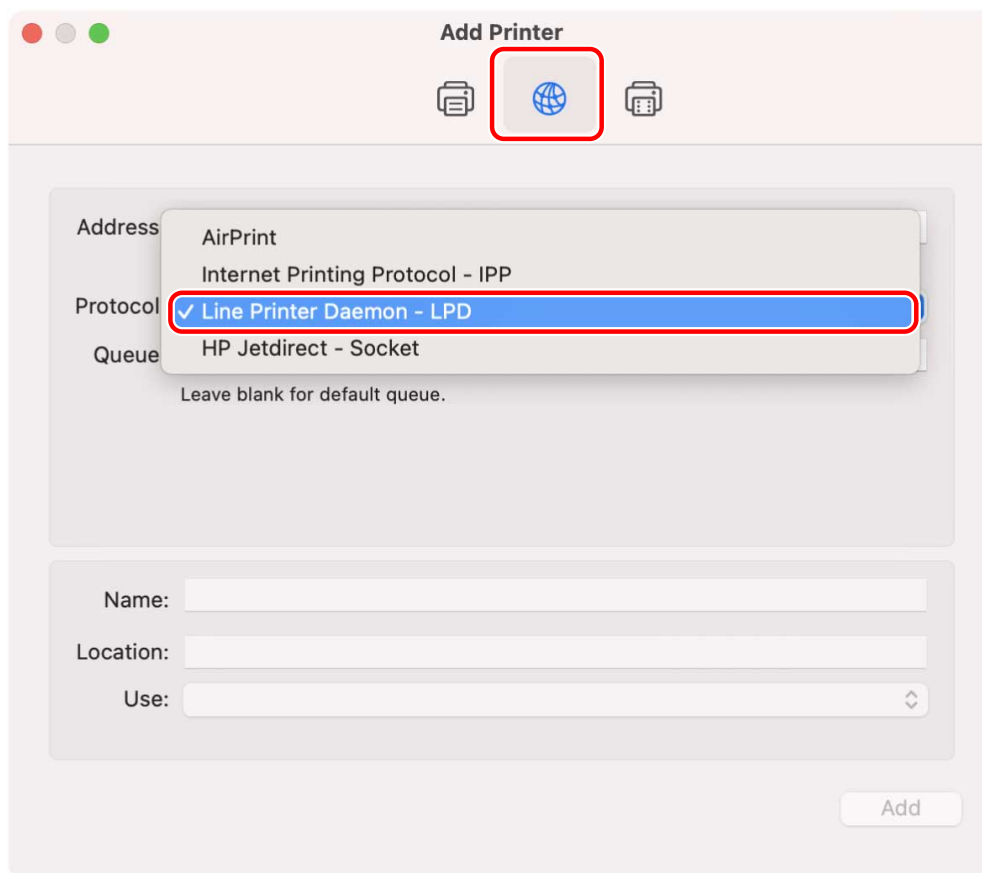 Add Printer
Address
AirPrint
Internet Printing Protocol - IPP
Protocol
✓ Line Printer Daemon - LPD
Queue
HP Jetdirect - Socket
Leave blank for default queue.
Name:
Location:
Use:
Add